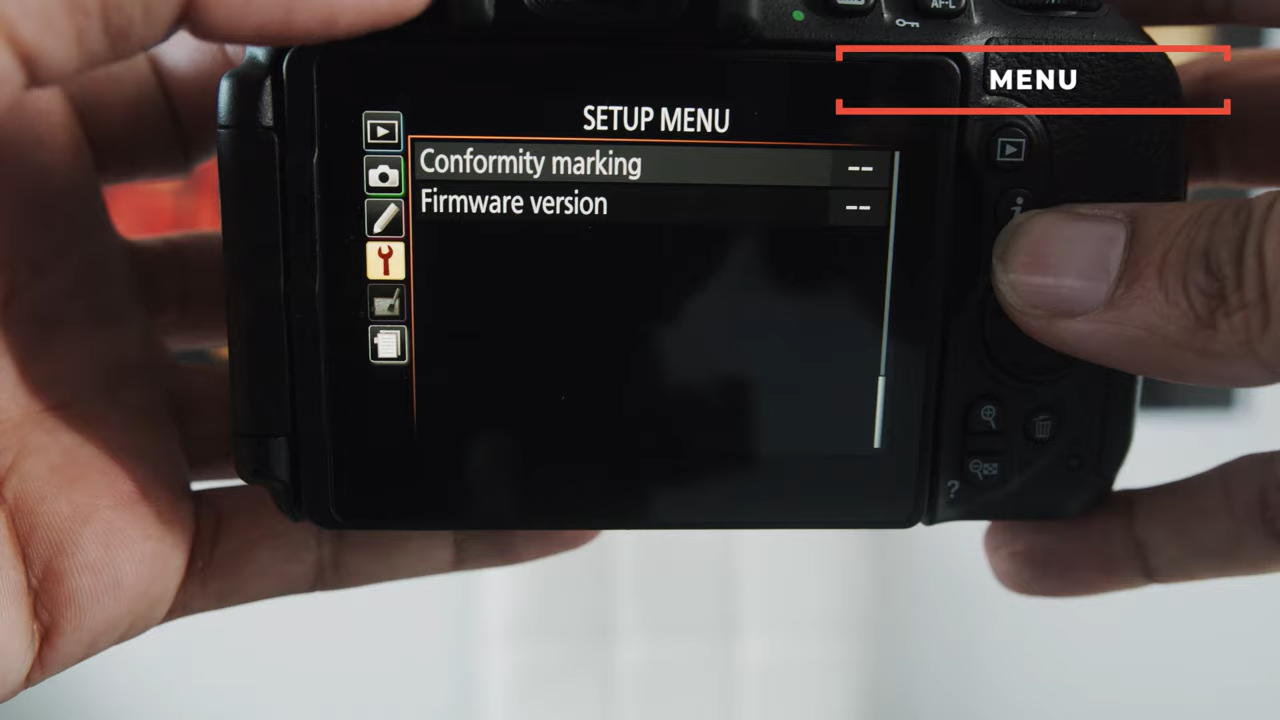 AF-L
MENU
SETUP MENU
Conformity marking --
Firmware version --
i
?